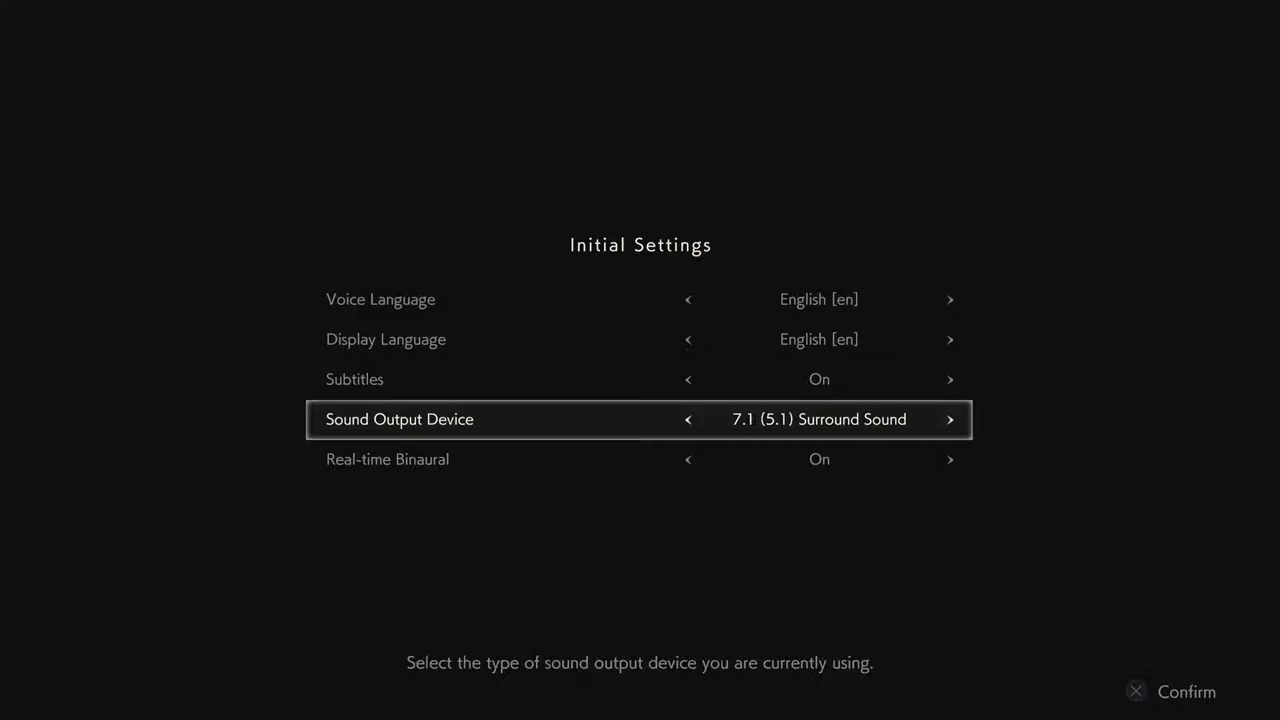 Initial Settings
Voice Language < English [en] >
Display Language < English [en] >
Subtitles < On >
Sound Output Device < 7.1 (5.1) Surround Sound >
Real-time Binaural < On >
Select the type of sound output device you are currently using.
Confirm